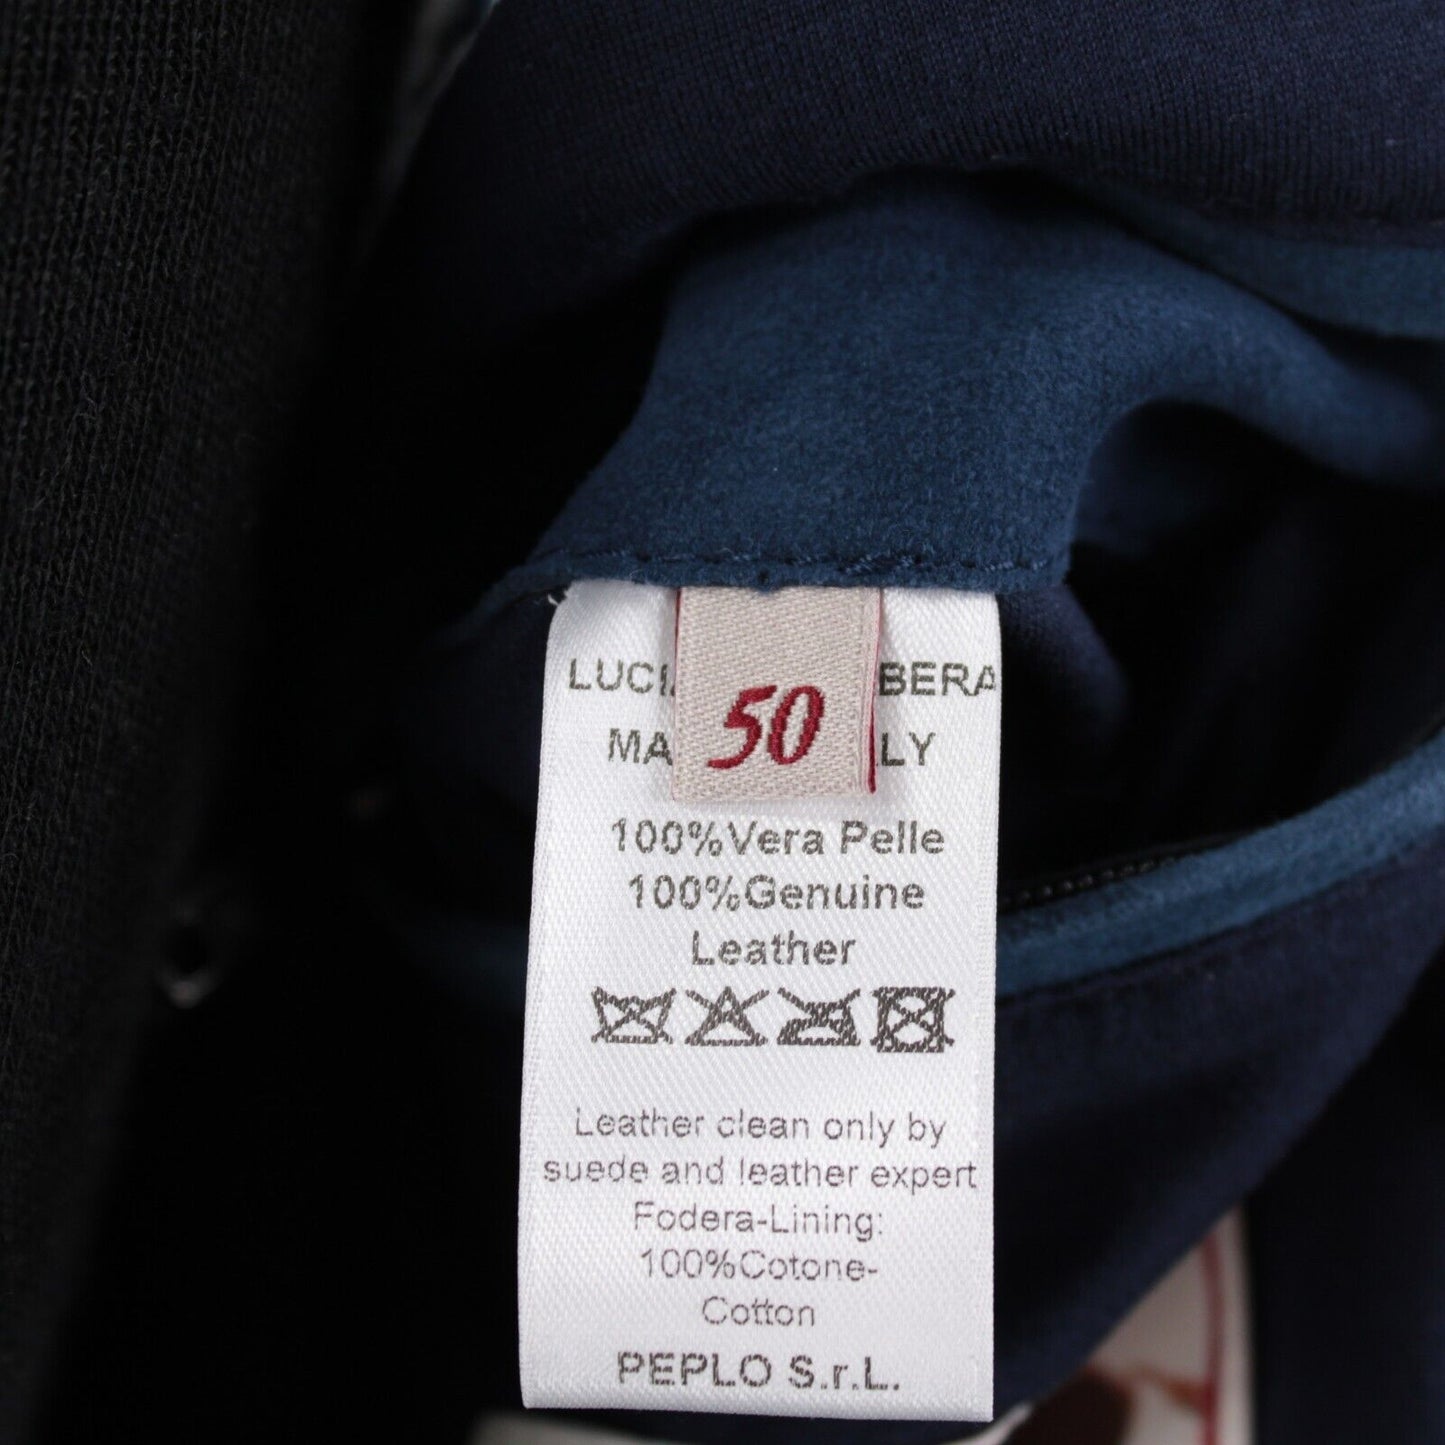 LUCI BERA
MA LY
50
100%Vera Pelle
100%Genuine
Leather
Leather clean only by
suede and leather expert
Fodera-Lining:
100%Cotone-
Cotton
PEPLO S.r.L.